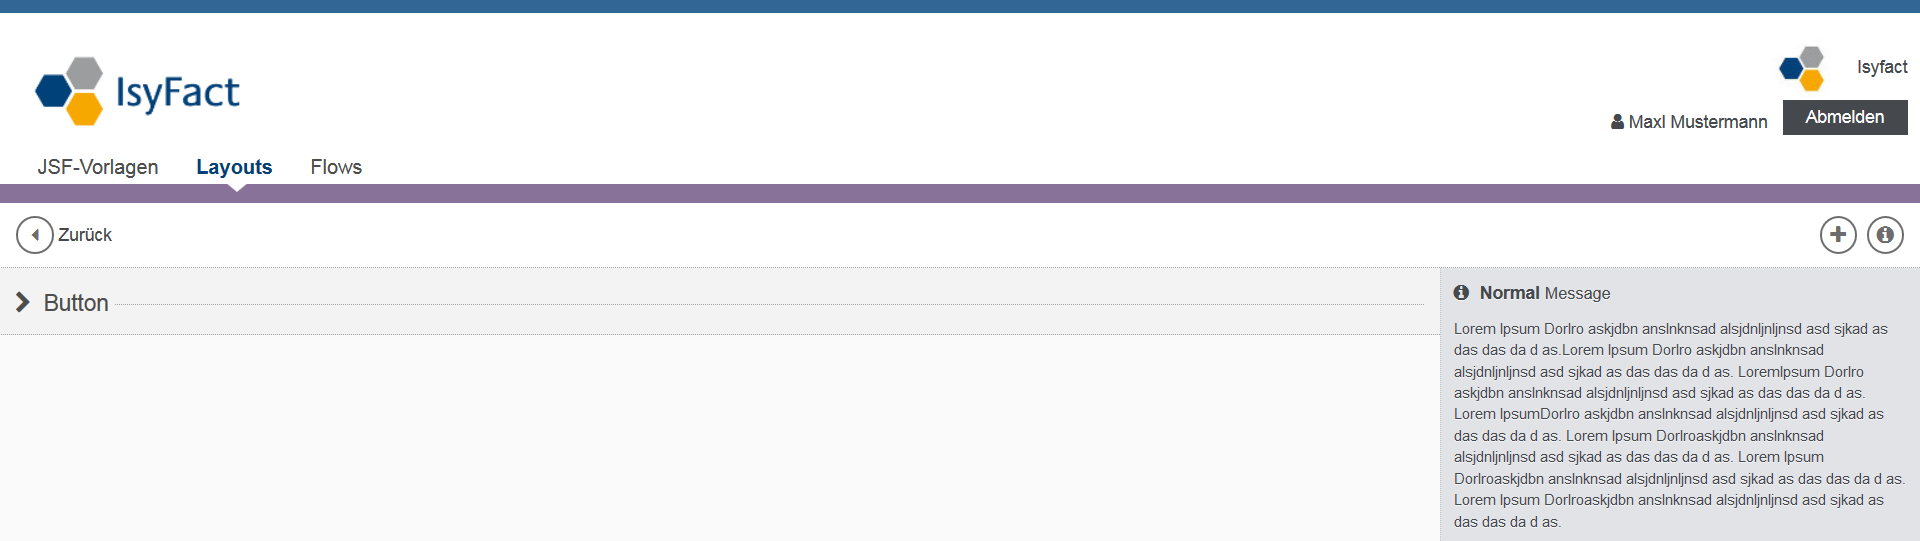 IsyFact
Isyfact
Maxl Mustermann
Abmelden
JSF-Vorlagen Layouts Flows
Zurück
Button
Normal Message
Lorem Ipsum Dorlro askjdbn anslnknsad alsjdnljnljnsd asd sjkad as
das das da d as.Lorem Ipsum Dorlro askjdbn anslnknsad
alsjdnljnljnsd asd sjkad as das das da d as. LoremIpsum Dorlro
askjdbn anslnknsad alsjdnljnljnsd asd sjkad as das das da d as.
Lorem IpsumDorlro askjdbn anslnknsad alsjdnljnljnsd asd sjkad as
das das da d as. Lorem Ipsum Dorlroaskjdbn anslnknsad
alsjdnljnljnsd asd sjkad as das das da d as. Lorem Ipsum
Dorlroaskjdbn anslnknsad alsjdnljnljnsd asd sjkad as das das da d as.
Lorem Ipsum Dorlroaskjdbn anslnknsad alsjdnljnljnsd asd sjkad as
das das da d as.